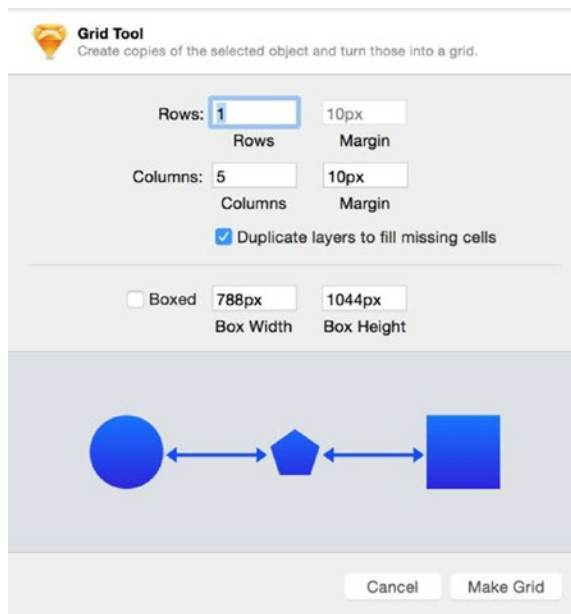 Grid Tool
Create copies of the selected object and turn those into a grid.
Rows: 1 10px
Rows Margin
Columns: 5 10px
Columns Margin
Duplicate layers to fill missing cells
Boxed 788px 1044px
Box Width Box Height
Cancel Make Grid